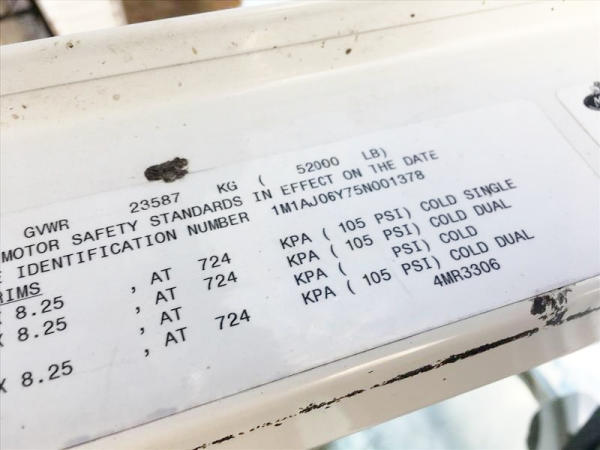 GVWR 23587 KG ( 52000 LB)
MOTOR SAFETY STANDARDS IN EFFECT ON THE DATE
E IDENTIFICATION NUMBER 1M1AJ06Y75N001378
RIMS
X 8.25 , AT 724 KPA ( 105 PSI) COLD SINGLE
X 8.25 , AT 724 KPA ( 105 PSI) COLD DUAL
, AT KPA ( PSI) COLD
X 8.25 , AT 724 KPA ( 105 PSI) COLD DUAL
4MR3306